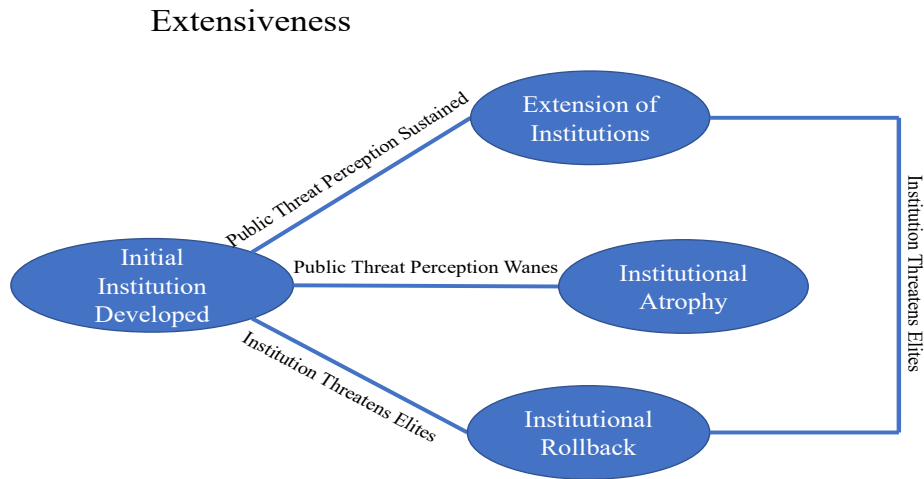 Extensiveness
Public Threat Perception Sustained
Extension of
Institutions
Institution Threatens Elites
Initial
Institution
Developed
Public Threat Perception Wanes
Institutional
Atrophy
Institution Threatens Elites
Institutional
Rollback